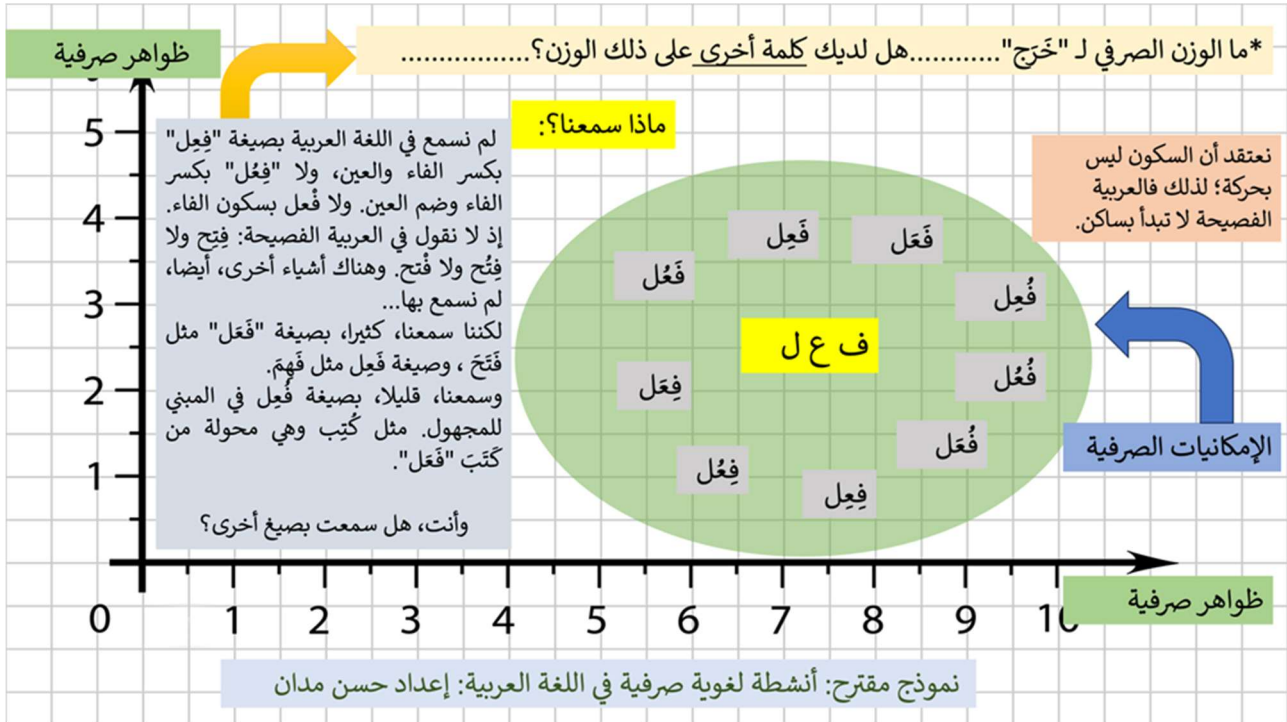 ظواهر صرفية
*ما الوزن الصرفي لـ "خَرَج"............هل لديك كلمة أخرى على ذلك الوزن؟.................
ماذا سمعنا؟:
لم نسمع في اللغة العربية بصيغة "فِعِل"
بكسر الفاء والعين، ولا "فِعُل" بكسر
الفاء وضم العين. ولا فْعل بسكون الفاء.
إذ لا نقول في العربية الفصيحة: فِتِح ولا
فِتُح ولا فْتح. وهناك أشياء أخرى، أيضا،
لم نسمع بها...
لكننا سمعنا، كثيرا، بصيغة "فَعَل" مثل
فَتَحَ ، وصيغة فَعِل مثل فَهِمَ.
وسمعنا، قليلا، بصيغة فُعِل في المبني
للمجهول. مثل كُتِب وهي محولة من
كَتَبَ "فَعَل".
وأنت، هل سمعت بصيغ أخرى؟
نعتقد أن السكون ليس
بحركة؛ لذلك فالعربية
الفصيحة لا تبدأ بساكن.
فَعَل
فَعِل
فَعُل
فُعِل
ف ع ل
فُعُل
فِعَل
فُعَل
فِعُل
فِعِل
الإمكانيات الصرفية
ظواهر صرفية
5
4
3
2
1
0 1 2 3 4 5 6 7 8 9 10
نموذج مقترح: أنشطة لغوية صرفية في اللغة العربية: إعداد حسن مدان